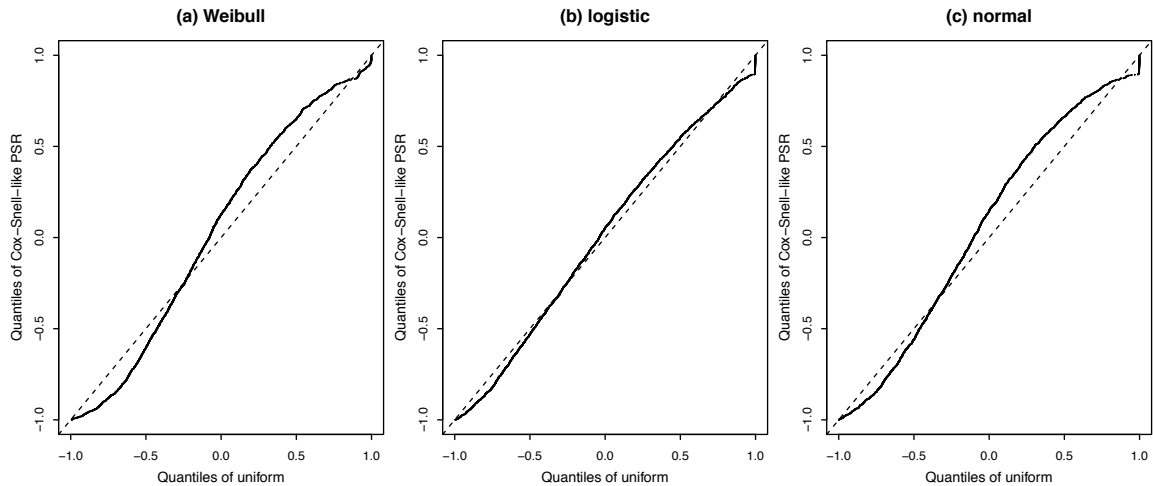 (a) Weibull
(b) logistic
(c) normal
Quantiles of Cox−Snell−like PSR
1.0
0.5
0.0
−0.5
−1.0
−1.0 −0.5 0.0 0.5 1.0
Quantiles of uniform
Quantiles of Cox−Snell−like PSR
1.0
0.5
0.0
−0.5
−1.0
−1.0 −0.5 0.0 0.5 1.0
Quantiles of uniform
Quantiles of Cox−Snell−like PSR
1.0
0.5
0.0
−0.5
−1.0
−1.0 −0.5 0.0 0.5 1.0
Quantiles of uniform